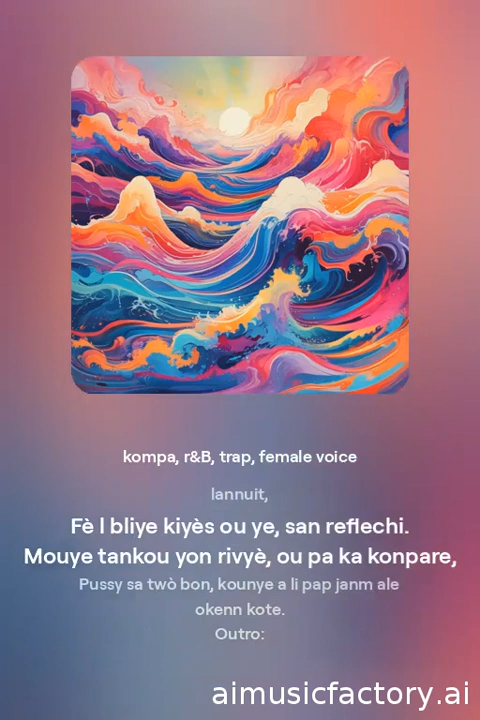 kompa, r&B, trap, female voice
lannuit,
Fè l bliye kiyès ou ye, san reflechi.
Mouye tankou yon rivyè, ou pa ka konpare,
Pussy sa twò bon, kounye a li pap janm ale
okenn kote.
Outro:
aimusicfactory.ai